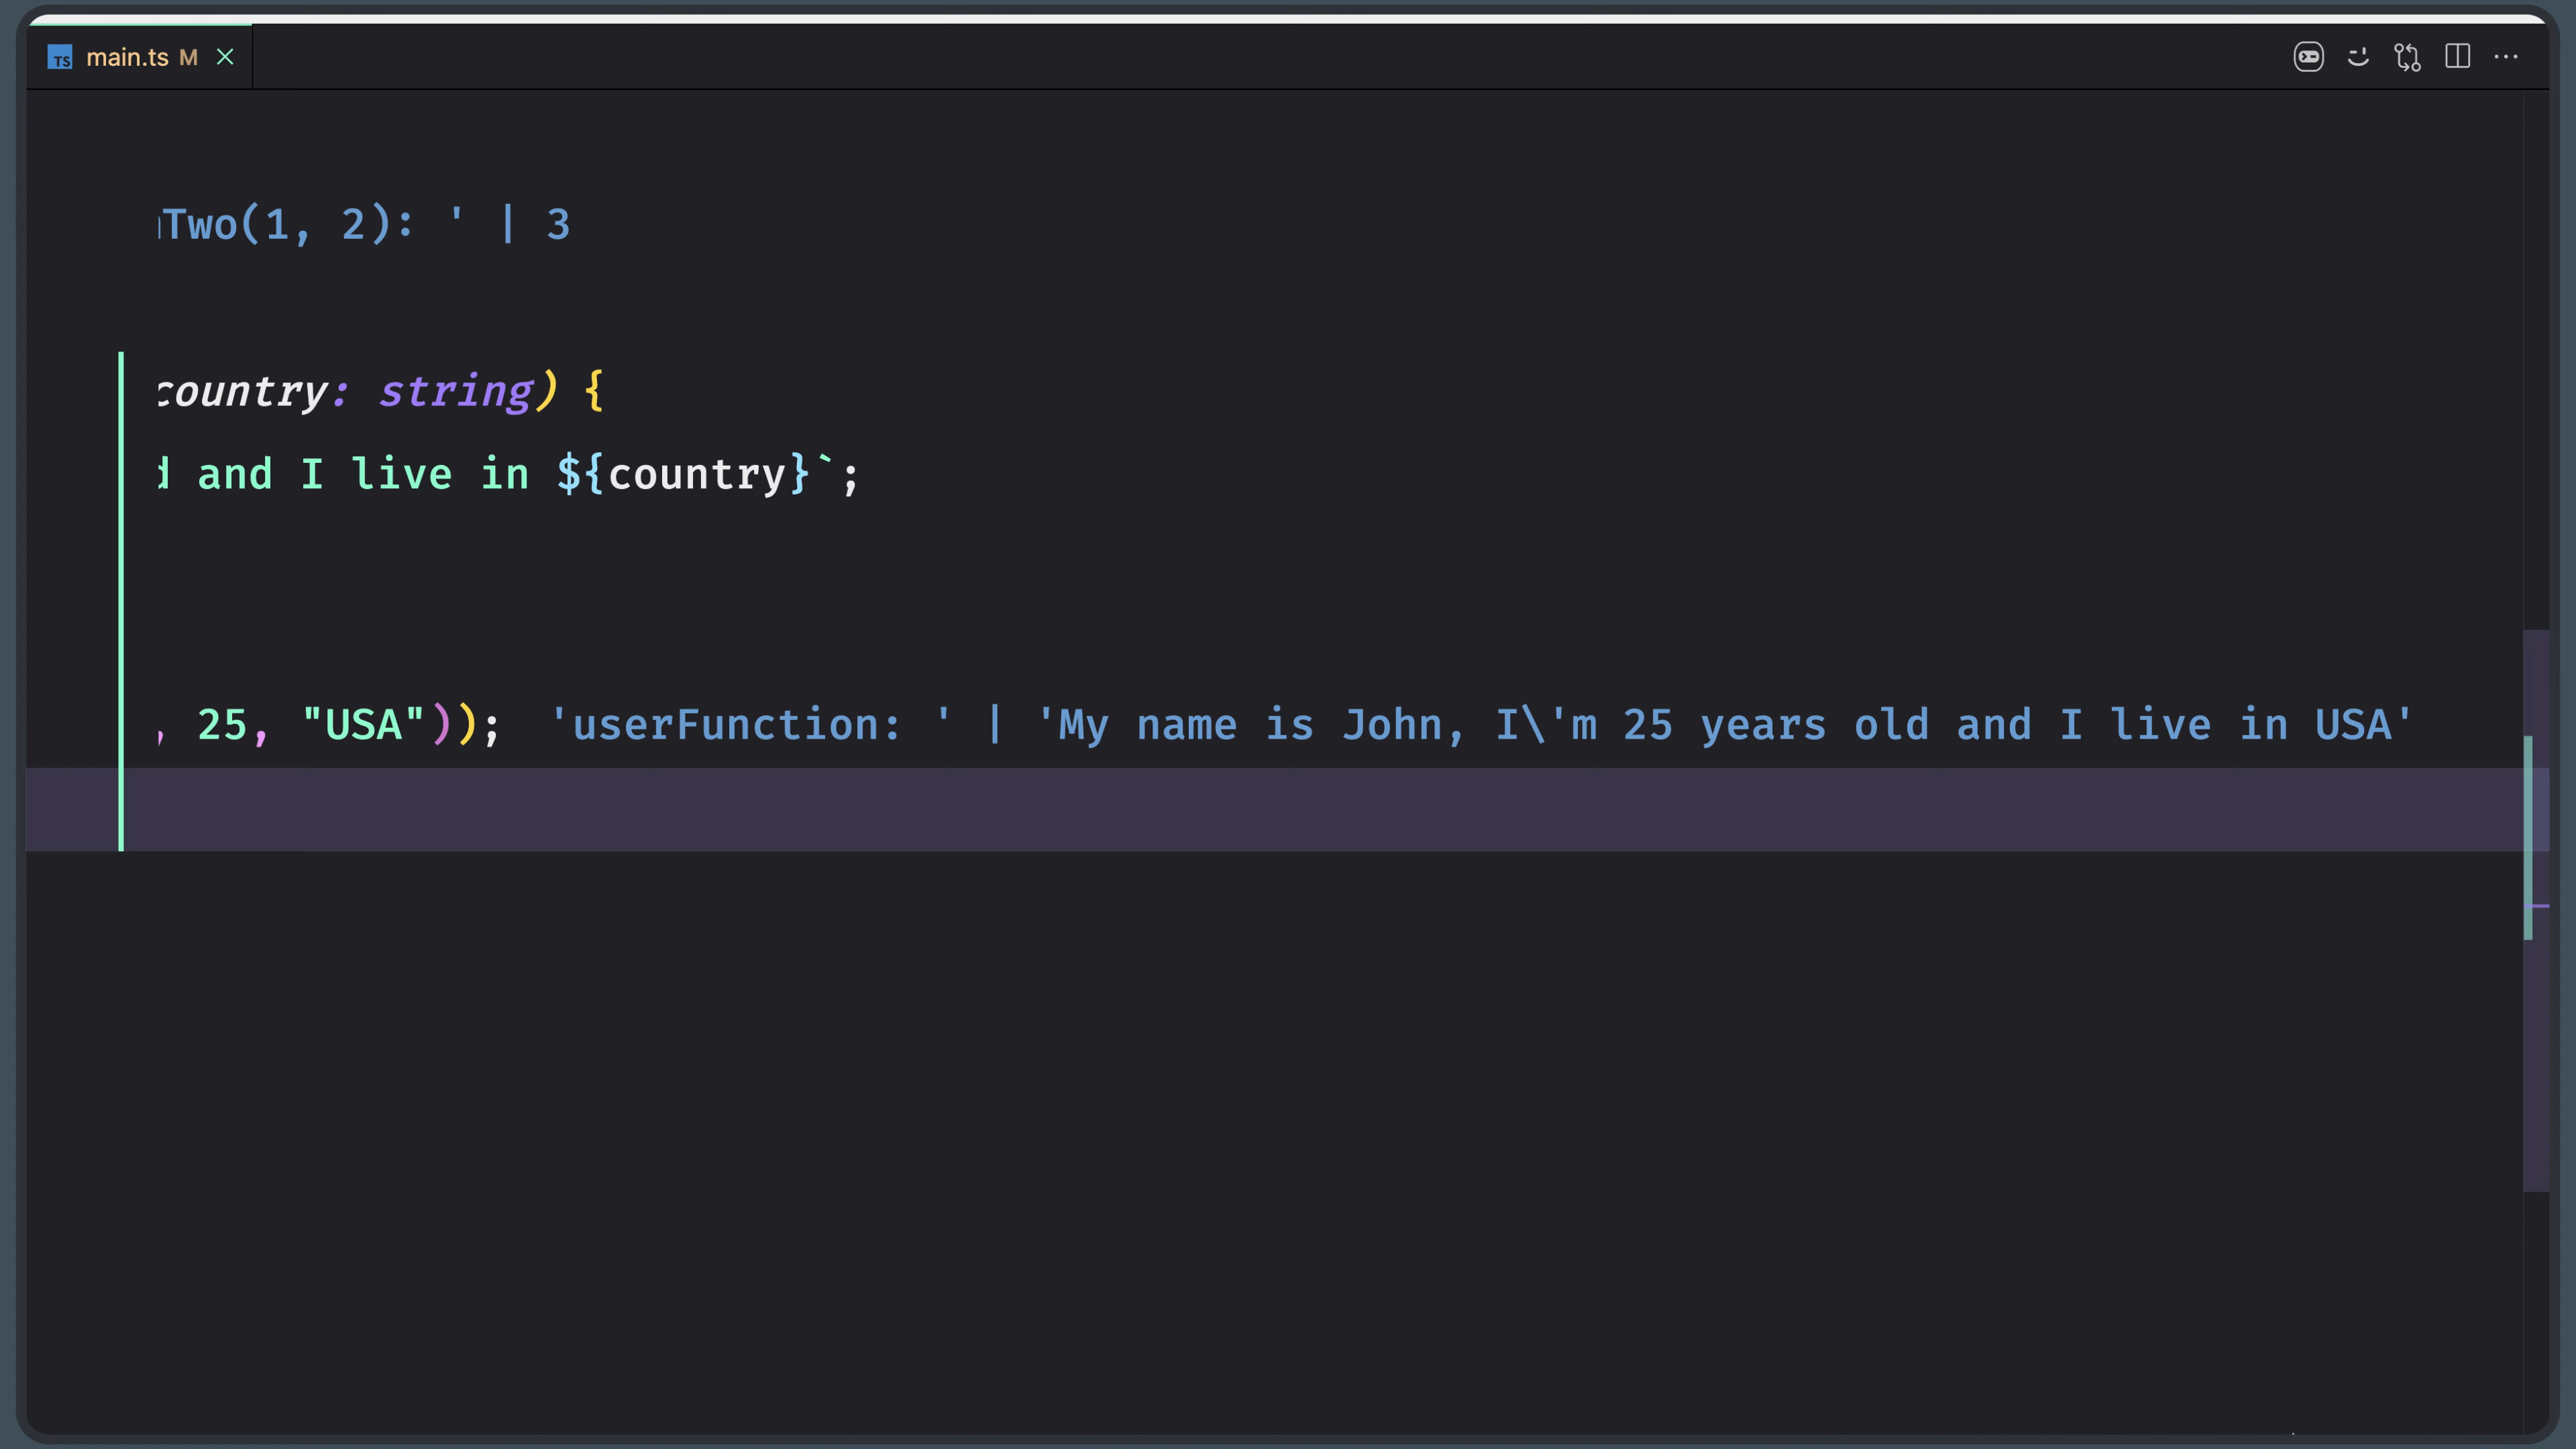 TS main.ts M
Two(1, 2): ' | 3
country: string) {
d and I live in ${country}`;
, 25, "USA")); 'userFunction: ' | 'My name is John, I\'m 25 years old and I live in USA'